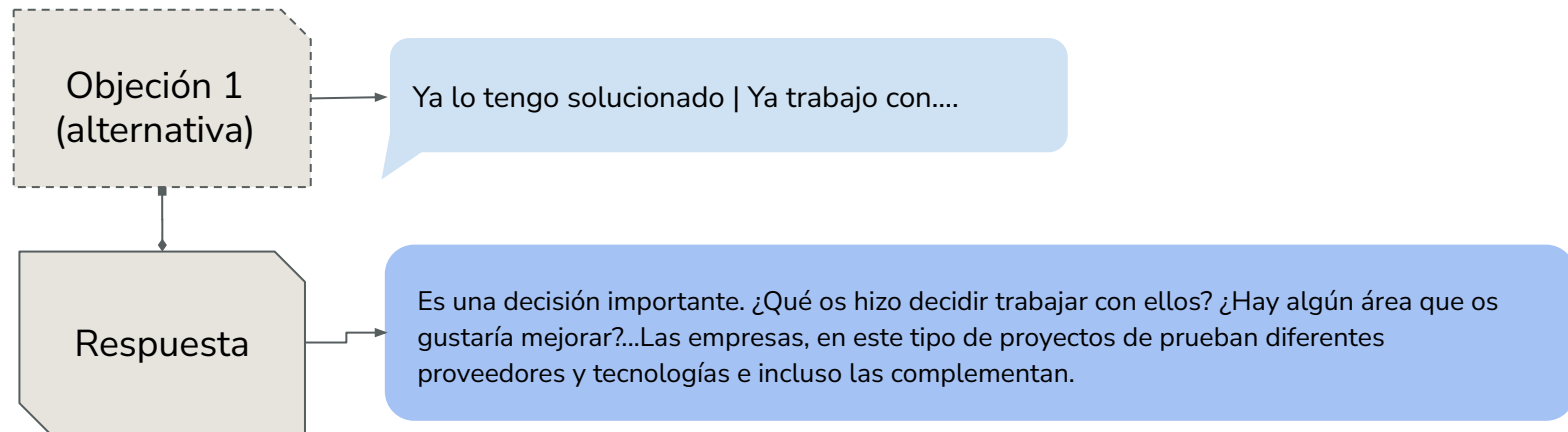 Objeción 1
(alternativa)
Ya lo tengo solucionado | Ya trabajo con....
Respuesta
Es una decisión importante. ¿Qué os hizo decidir trabajar con ellos? ¿Hay algún área que os
gustaría mejorar?...Las empresas, en este tipo de proyectos de prueban diferentes
proveedores y tecnologías e incluso las complementan.